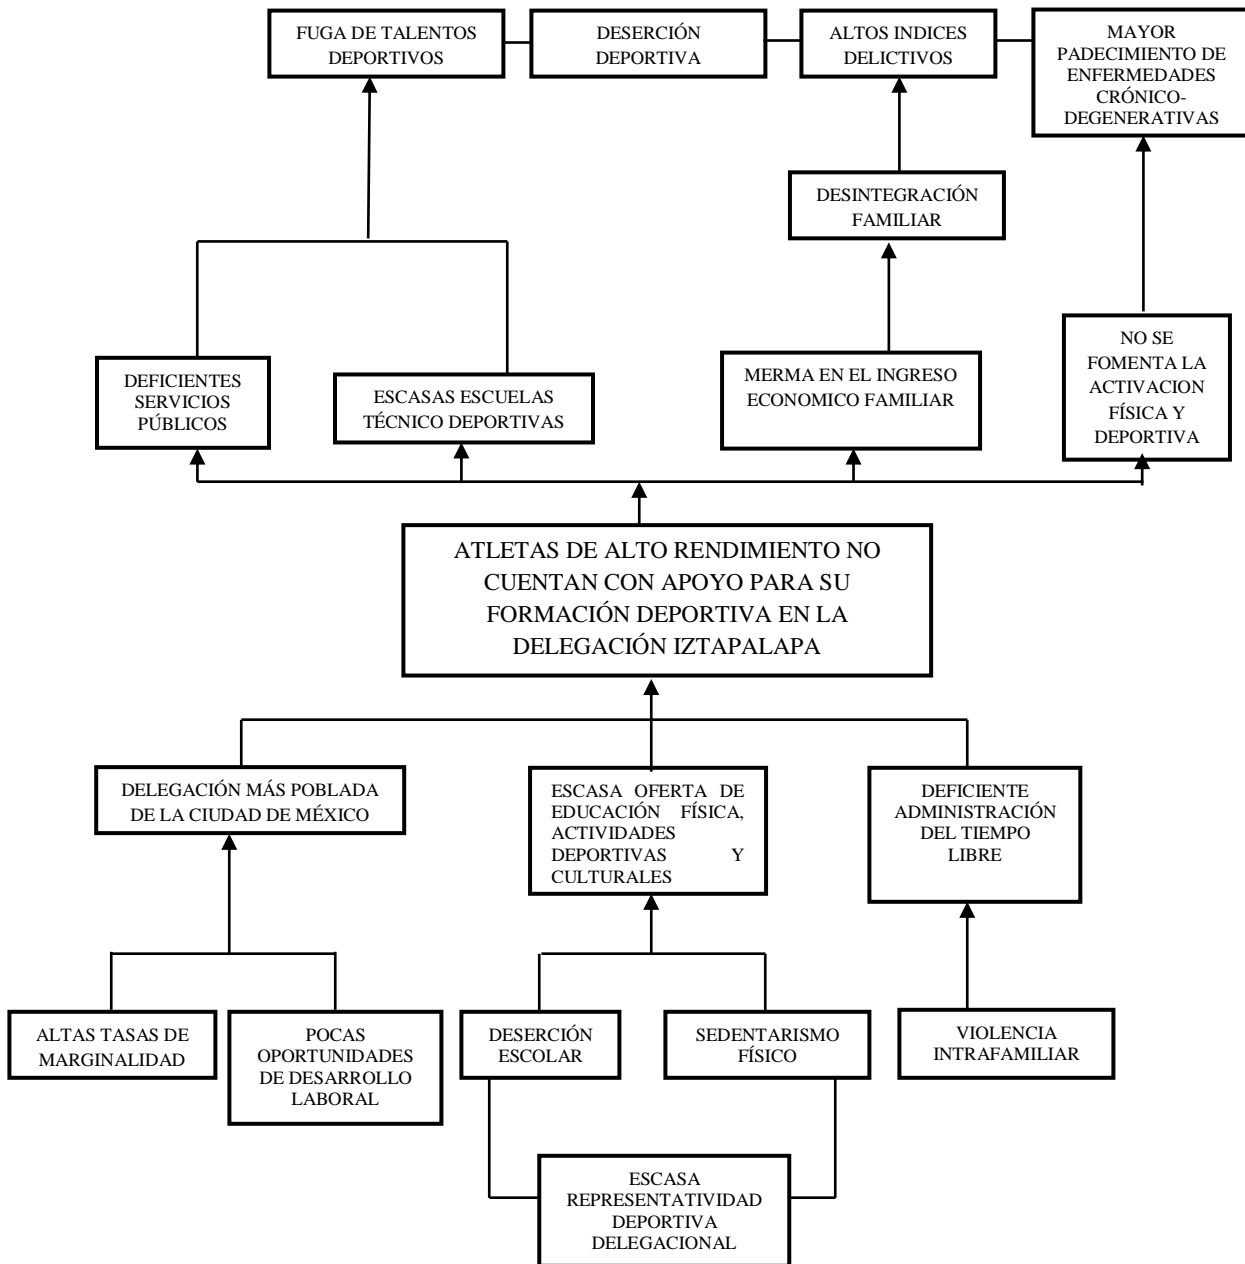 FUGA DE TALENTOS
DEPORTIVOS
DESERCIÓN
DEPORTIVA
ALTOS INDICES
DELICTIVOS
MAYOR
PADECIMIENTO DE
ENFERMEDADES
CRÓNICO-
DEGENERATIVAS
DESINTEGRACIÓN
FAMILIAR
DEFICIENTES
SERVICIOS
PÚBLICOS
ESCASAS ESCUELAS
TÉCNICO DEPORTIVAS
MERMA EN EL INGRESO
ECONOMICO FAMILIAR
NO SE
FOMENTA LA
ACTIVACION
FÍSICA Y
DEPORTIVA
ATLETAS DE ALTO RENDIMIENTO NO
CUENTAN CON APOYO PARA SU
FORMACIÓN DEPORTIVA EN LA
DELEGACIÓN IZTAPALAPA
DELEGACIÓN MÁS POBLADA
DE LA CIUDAD DE MÉXICO
ESCASA OFERTA DE
EDUCACIÓN FÍSICA,
ACTIVIDADES
DEPORTIVAS Y
CULTURALES
DEFICIENTE
ADMINISTRACIÓN
DEL TIEMPO
LIBRE
ALTAS TASAS DE
MARGINALIDAD
POCAS
OPORTUNIDADES
DE DESARROLLO
LABORAL
DESERCIÓN
ESCOLAR
SEDENTARISMO
FÍSICO
VIOLENCIA
INTRAFAMILIAR
ESCASA
REPRESENTATIVIDAD
DEPORTIVA
DELEGACIONAL